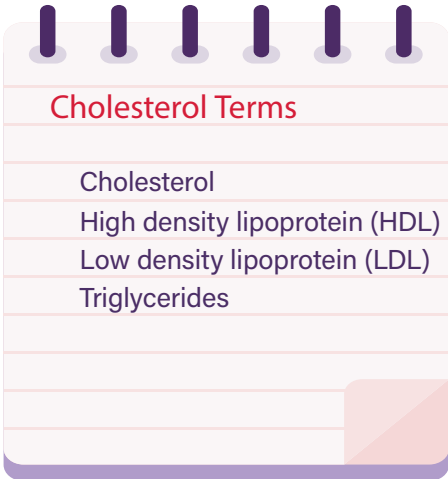 Cholesterol Terms
Cholesterol
High density lipoprotein (HDL)
Low density lipoprotein (LDL)
Triglycerides